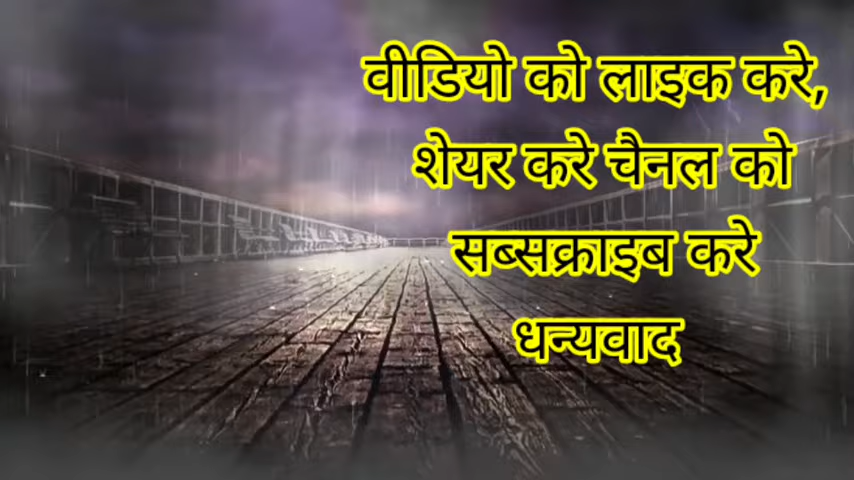 वीडियो को लाइक करे,
शेयर करे चैनल को
सब्सक्राइब करे
धन्यवाद